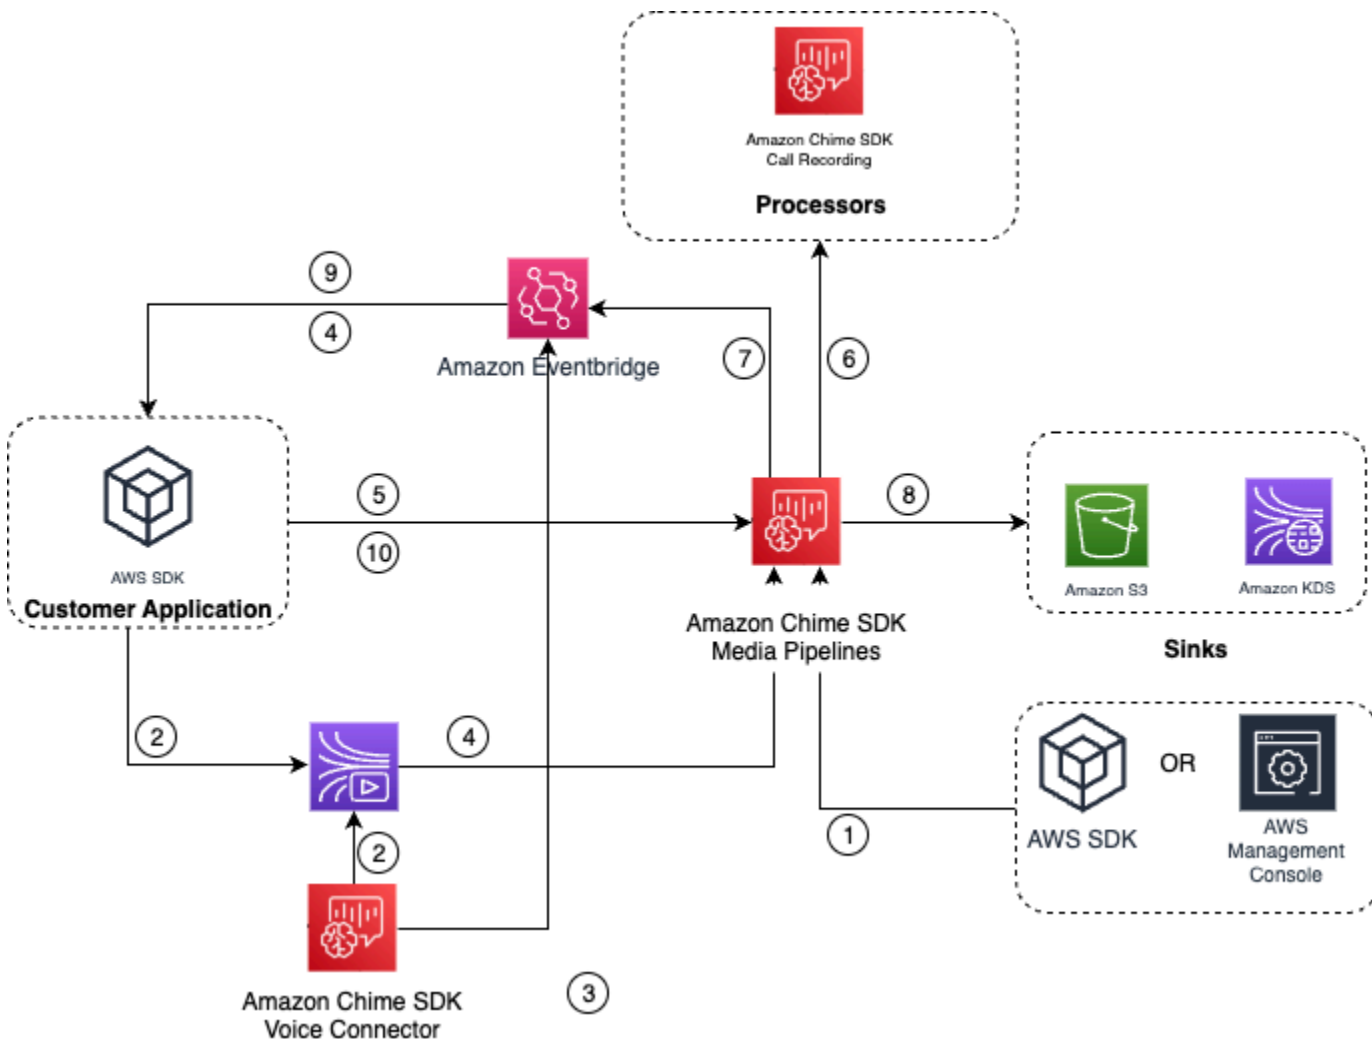 Amazon Chime SDK
Call Recording
Processors
9
4
Amazon Eventbridge
7
6
AWS SDK
Customer Application
5
10
8
Amazon S3
Amazon KDS
Sinks
Amazon Chime SDK
Media Pipelines
2
4
2
1
AWS SDK
OR
AWS
Management
Console
3
Amazon Chime SDK
Voice Connector